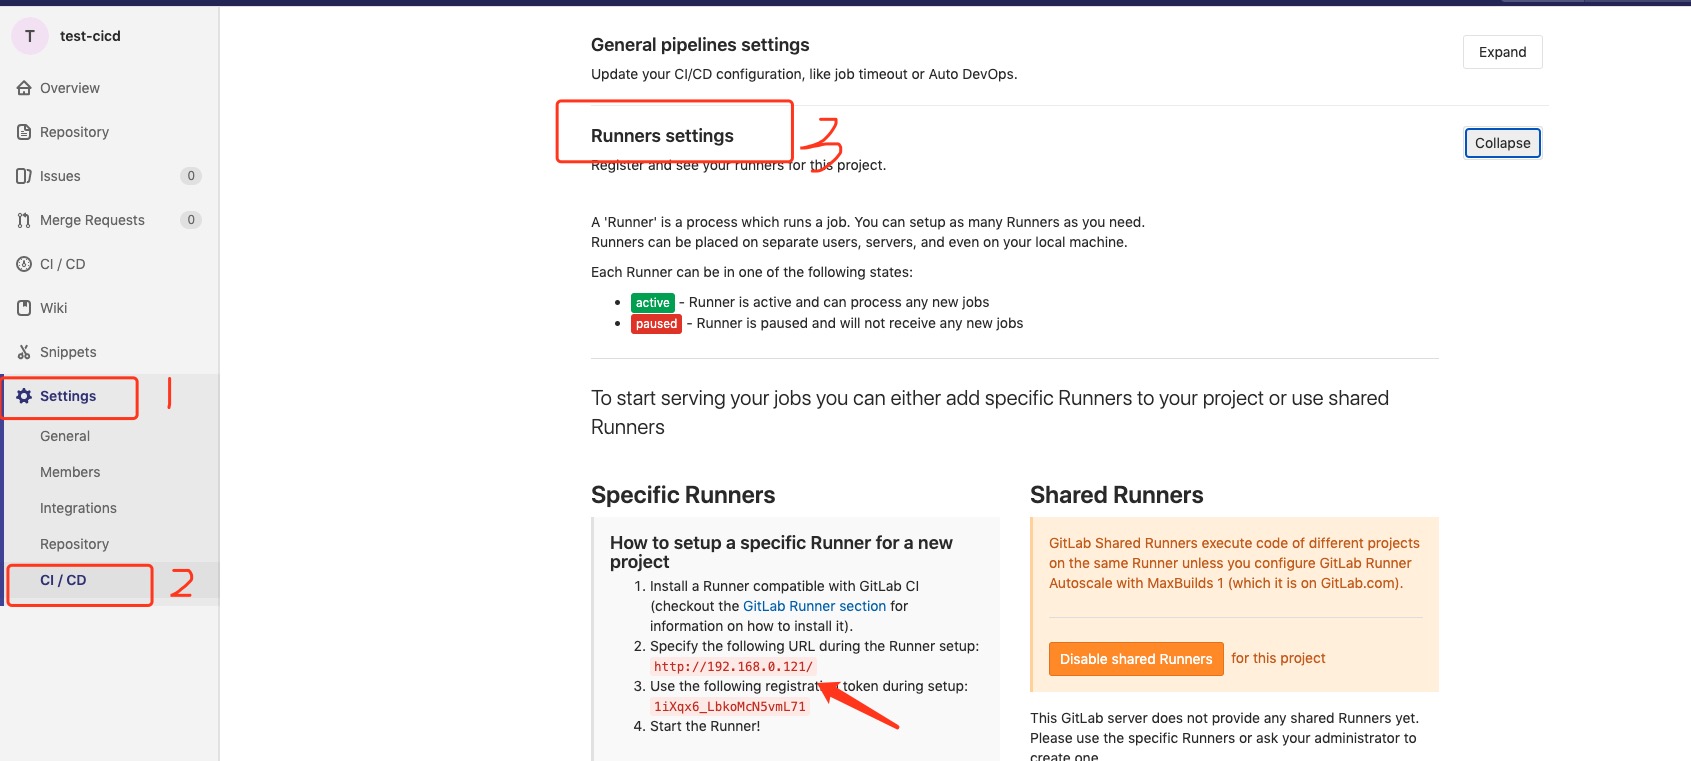 T test-cicd
Overview
Repository
Issues 0
Merge Requests 0
CI / CD
Wiki
Snippets
Settings 1
General
Members
Integrations
Repository
CI / CD 2
General pipelines settings
Expand
Update your CI/CD configuration, like job timeout or Auto DevOps.
Runners settings 3
Collapse
Register and see your runners for this project.
A 'Runner' is a process which runs a job. You can setup as many Runners as you need.
Runners can be placed on separate users, servers, and even on your local machine.
Each Runner can be in one of the following states:
• active - Runner is active and can process any new jobs
• paused - Runner is paused and will not receive any new jobs
To start serving your jobs you can either add specific Runners to your project or use shared
Runners
Specific Runners
How to setup a specific Runner for a new
project
1. Install a Runner compatible with GitLab CI
(checkout the GitLab Runner section for
information on how to install it).
2. Specify the following URL during the Runner setup:
http://192.168.0.121/
3. Use the following registration token during setup:
1iXqx6_LbkoMcN5vmL71
4. Start the Runner!
Shared Runners
GitLab Shared Runners execute code of different projects
on the same Runner unless you configure GitLab Runner
Autoscale with MaxBuilds 1 (which it is on GitLab.com).
Disable shared Runners for this project
This GitLab server does not provide any shared Runners yet.
Please use the specific Runners or ask your administrator to
create one